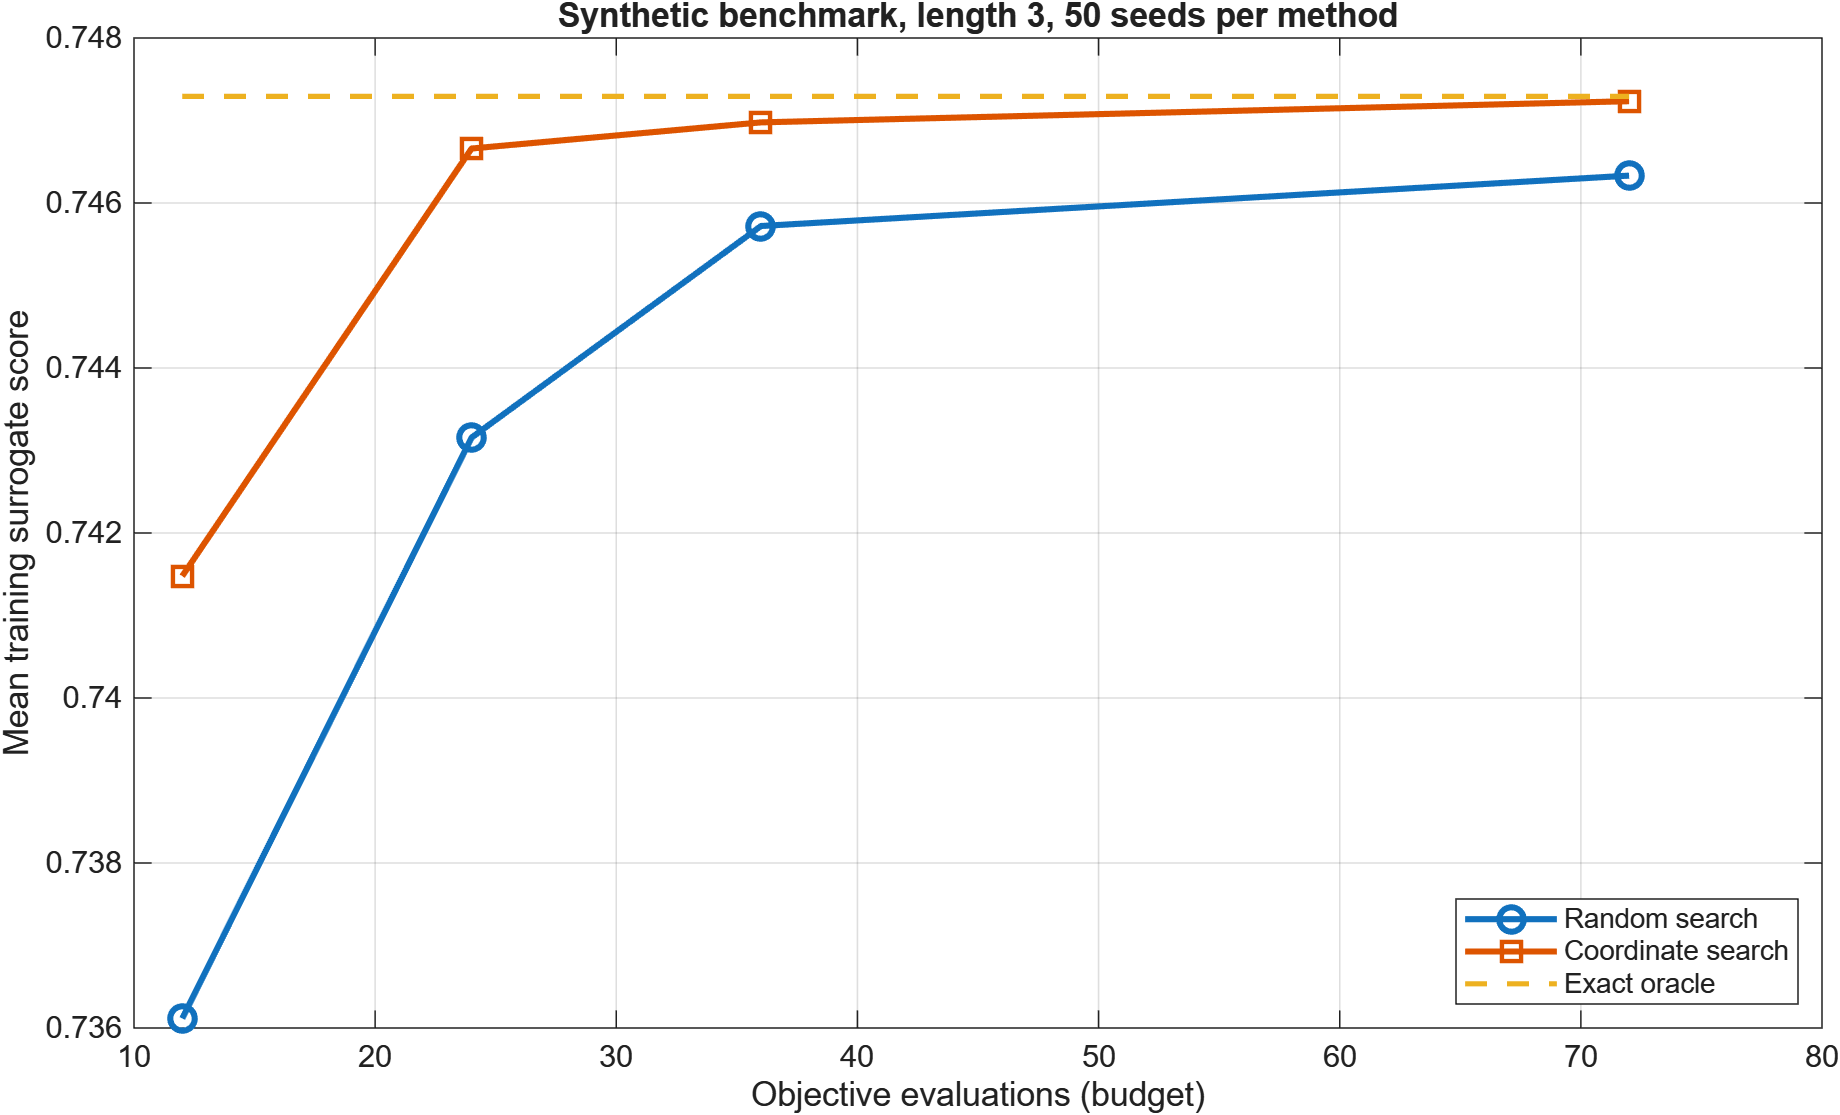 Synthetic benchmark, length 3, 50 seeds per method
0.748
0.746
0.744
0.742
0.74
0.738
0.736
Mean training surrogate score
10 20 30 40 50 60 70 80
Objective evaluations (budget)
Random search
Coordinate search
Exact oracle